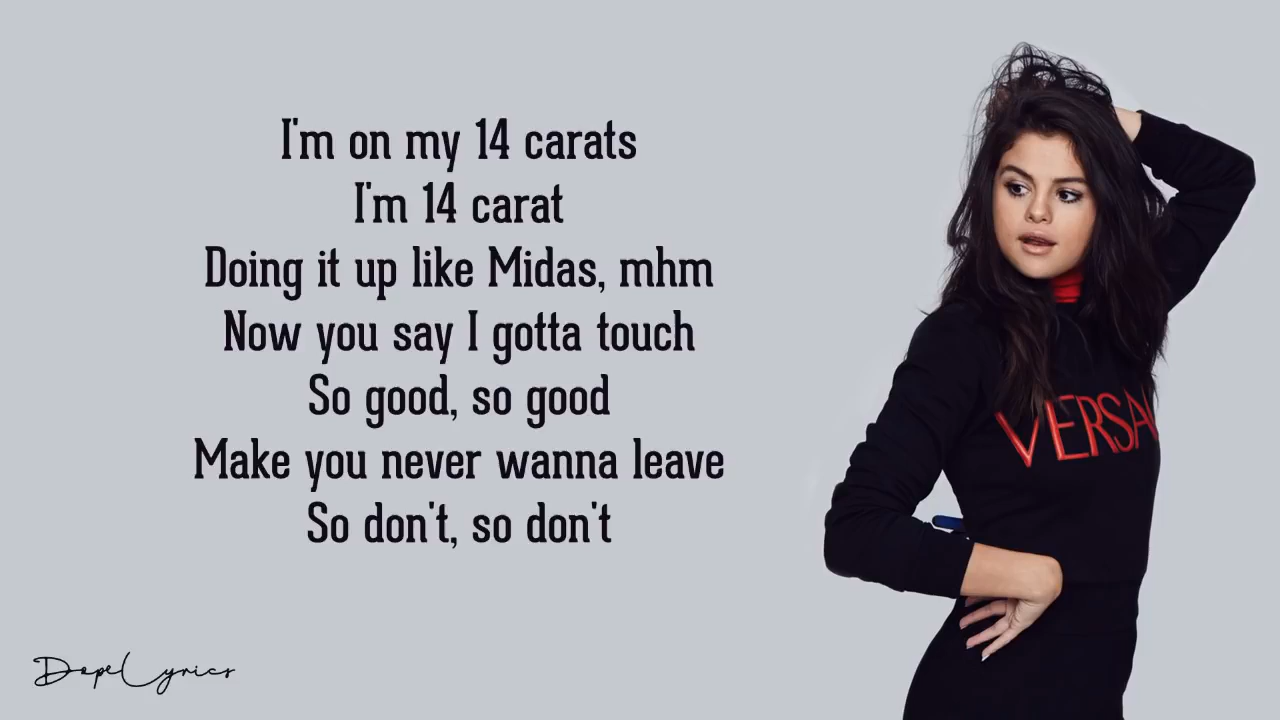 I'm on my 14 carats
I'm 14 carat
Doing it up like Midas, mhm
Now you say I gotta touch
So good, so good
Make you never wanna leave
So don't, so don't
VERSA
DopeLyrics